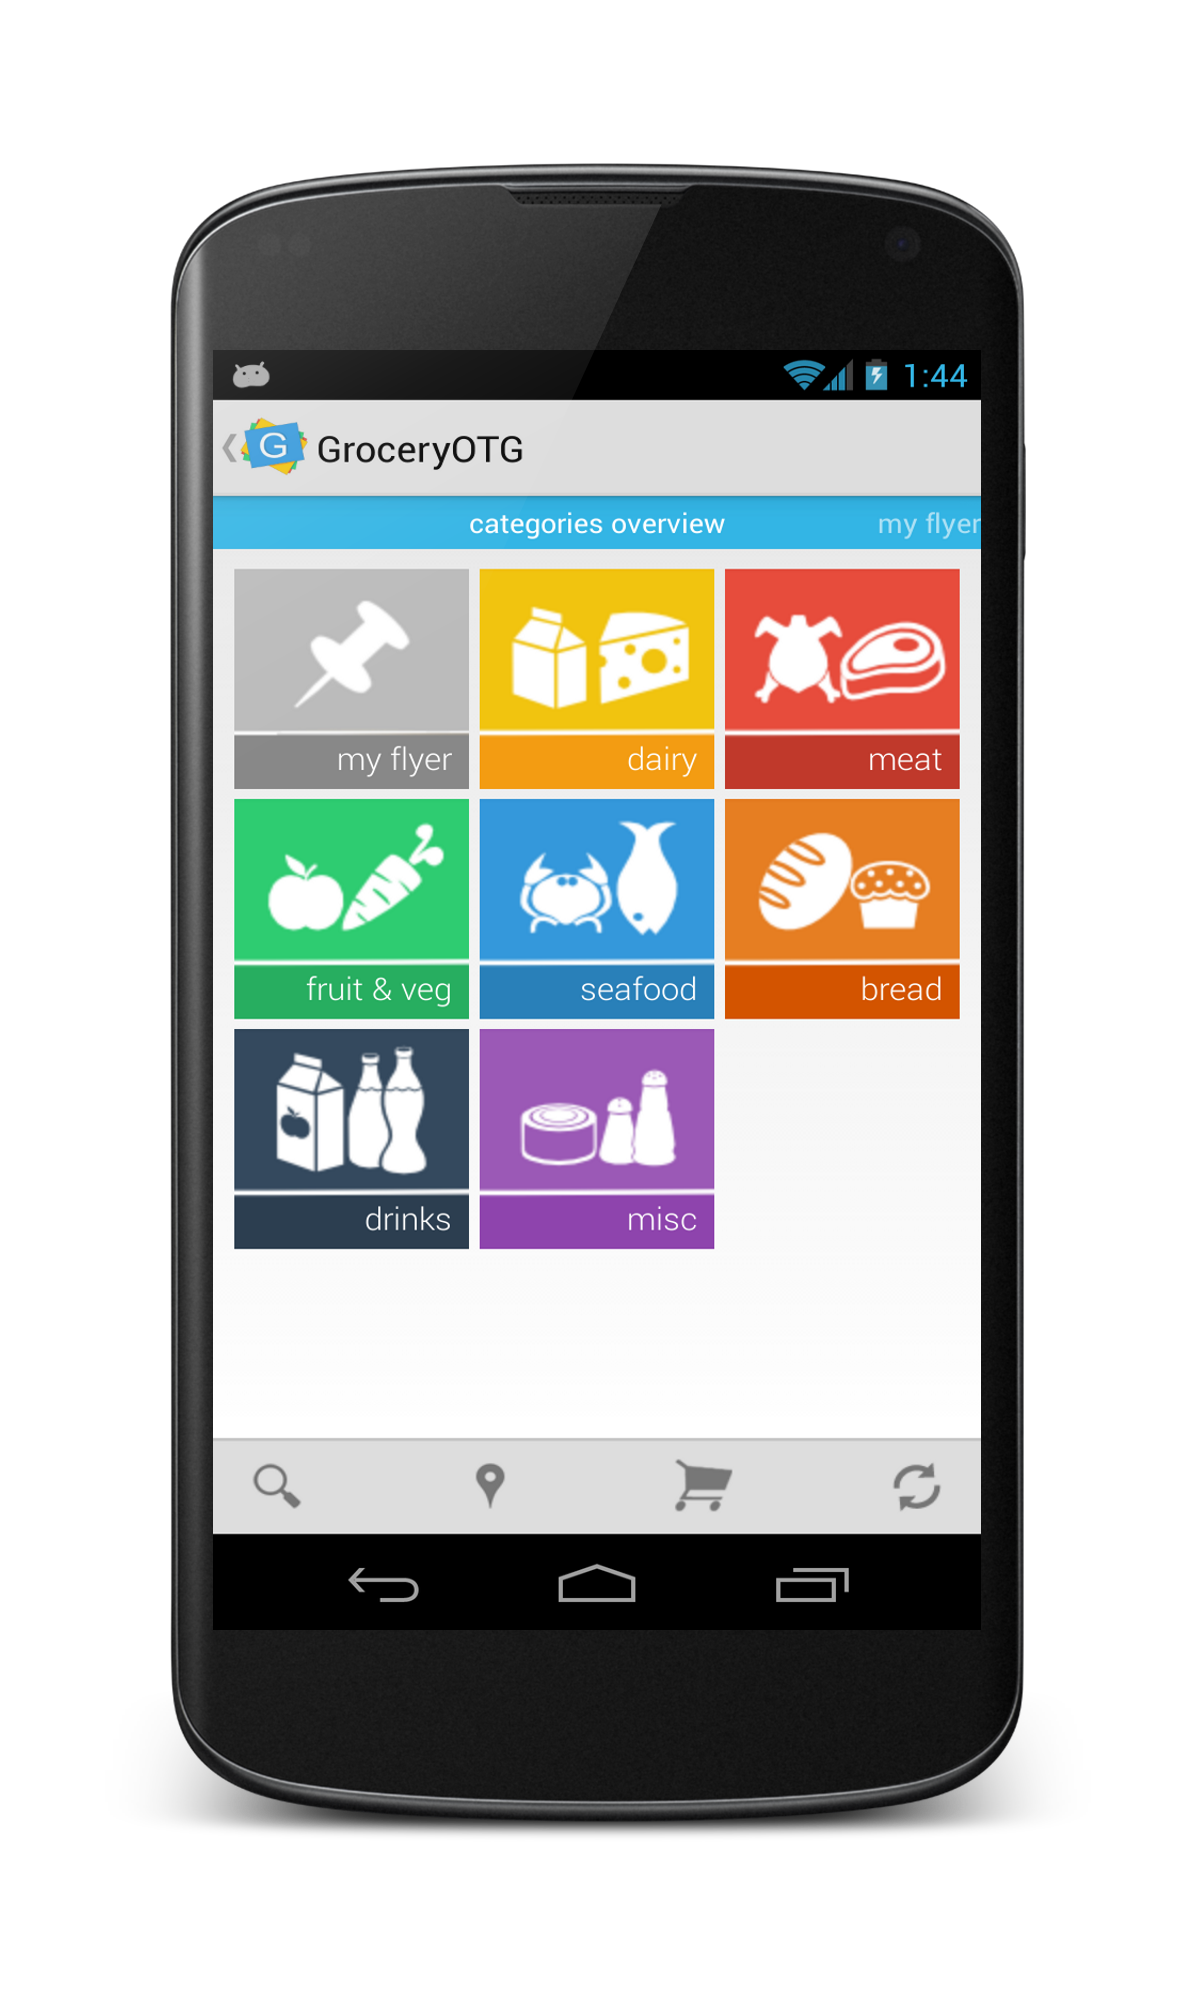 1:44
G GroceryOTG
categories overview my flyer
my flyer dairy meat
fruit & veg seafood bread
drinks misc